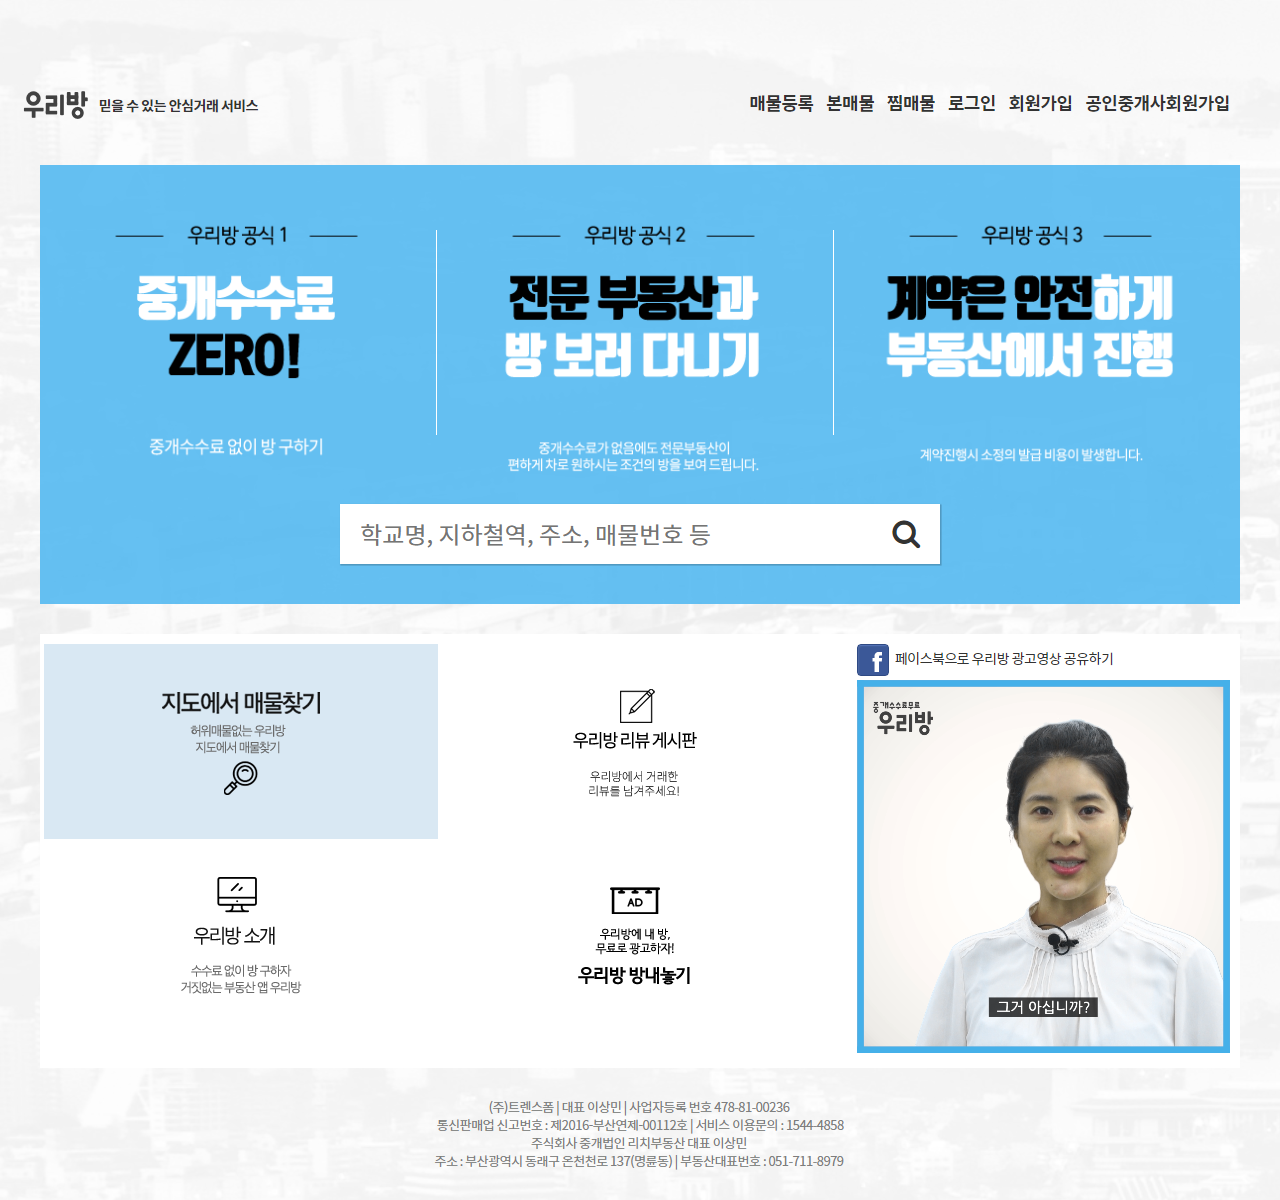 우리방 믿을 수 있는 안심거래 서비스
매물등록 본매물 찜매물 로그인 회원가입 공인중개사회원가입
우리방 공식 1
중개수수료
ZERO!
중개수수료 없이 방 구하기
우리방 공식 2
전문 부동산과
방 보러 다니기
중개수수료가 없음에도 전문부동산이
편하게 차로 원하시는 조건의 방을 보여 드립니다.
우리방 공식 3
계약은 안전하게
부동산에서 진행
계약진행시 소정의 발급 비용이 발생합니다.
학교명, 지하철역, 주소, 매물번호 등
지도에서 매물찾기
허위매물없는 우리방
지도에서 매물찾기
우리방 리뷰 게시판
우리방에서 거래한
리뷰를 남겨주세요!
우리방 소개
수수료 없이 방 구하자
거짓없는 부동산 앱 우리방
AD
우리방에 내 방,
무료로 광고하자!
우리방 방내놓기
f 페이스북으로 우리방 광고영상 공유하기
중개수수료무료
우리방
그거 아십니까?
(주)트렌스폼 | 대표 이상민 | 사업자등록 번호 478-81-00236
통신판매업 신고번호 : 제2016-부산연제-00112호 | 서비스 이용문의 : 1544-4858
주식회사 중개법인 리치부동산 대표 이상민
주소 : 부산광역시 동래구 온천천로 137(명륜동) | 부동산대표번호 : 051-711-8979